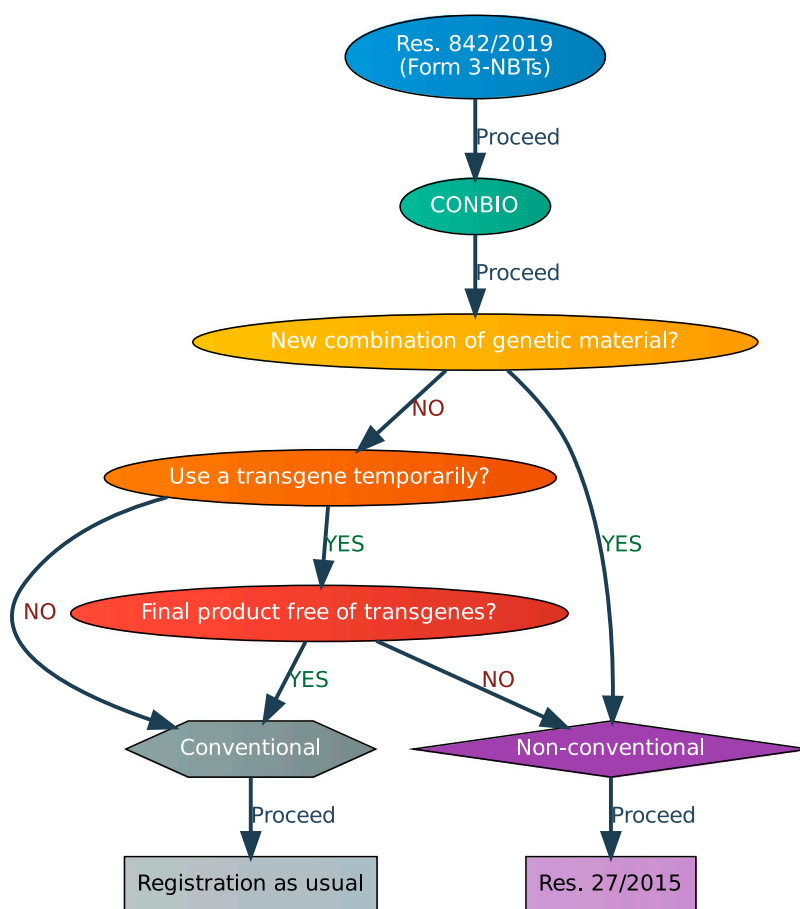 Res. 842/2019
(Form 3-NBTs)
Proceed
CONBIO
Proceed
New combination of genetic material?
NO
Use a transgene temporarily?
YES
YES
NO
Final product free of transgenes?
YES
NO
Conventional
Non-conventional
Proceed
Proceed
Registration as usual
Res. 27/2015